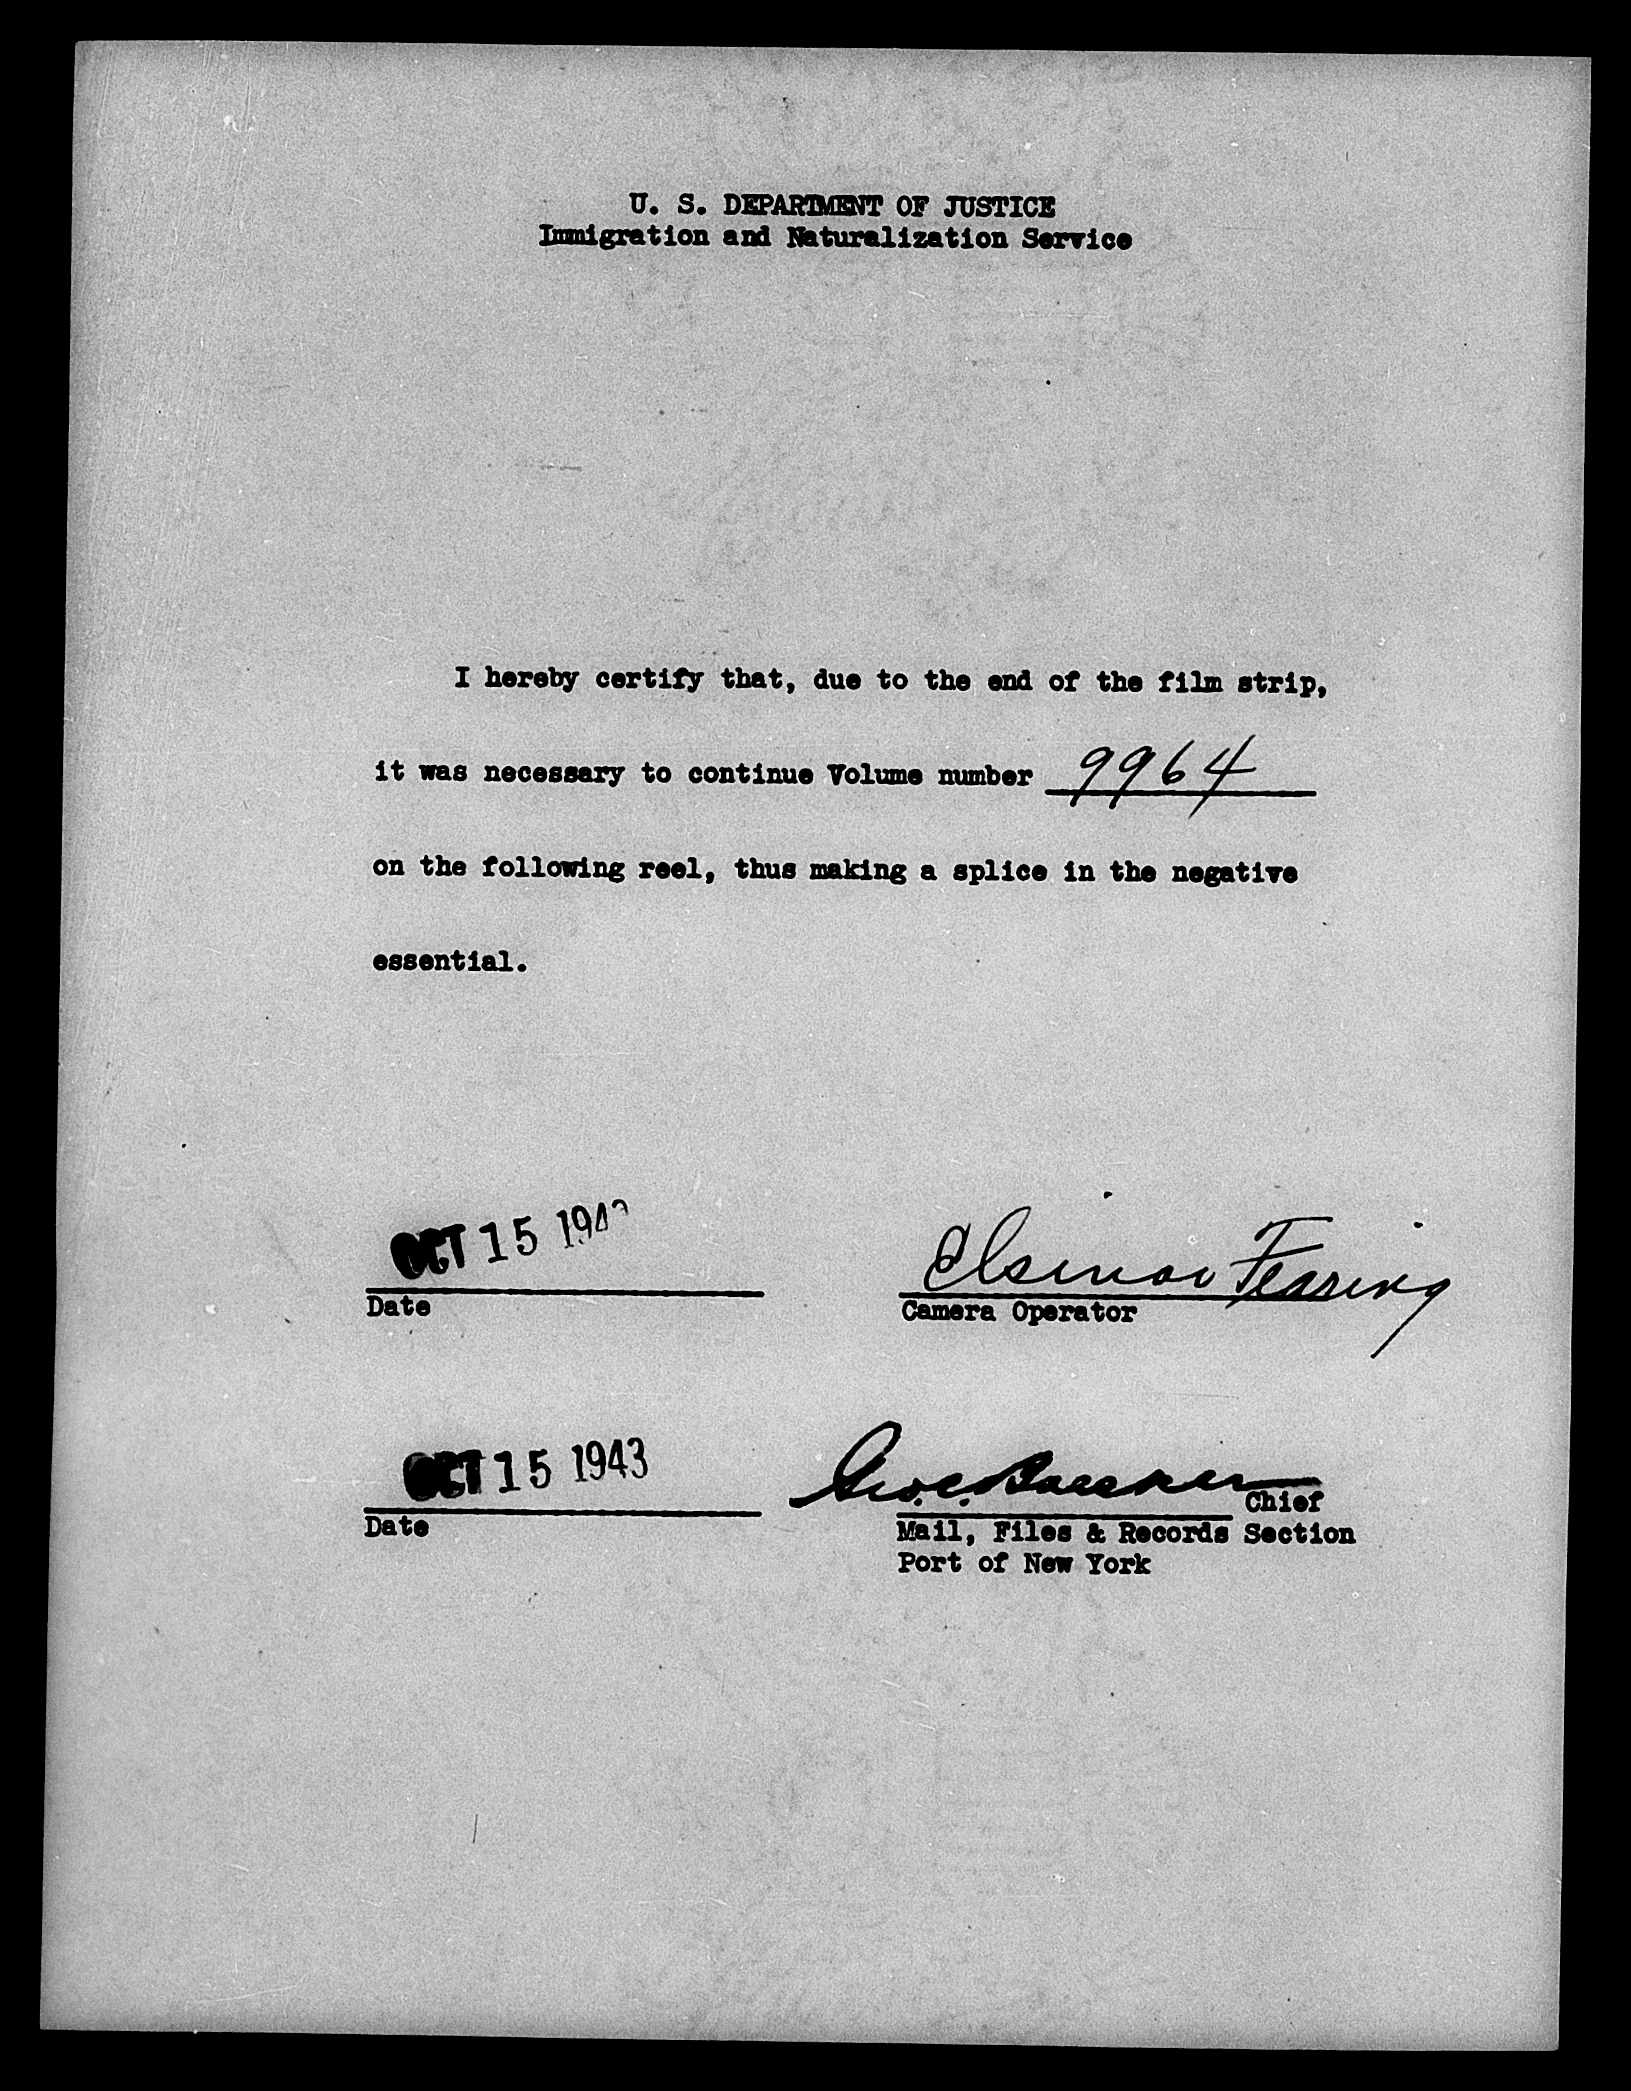 U. S. DEPARTMENT OF JUSTICE
Immigration and Naturalization Service
I hereby certify that, due to the end of the film strip,
it was necessary to continue Volume number 9964
on the following reel, thus making a splice in the negative
essential.
OCT 15 194
Date
Fearing
Camera Operator
OCT 15 1943
Date
Geo. C.
Chief
Mail, Files & Records Section
Port of New York